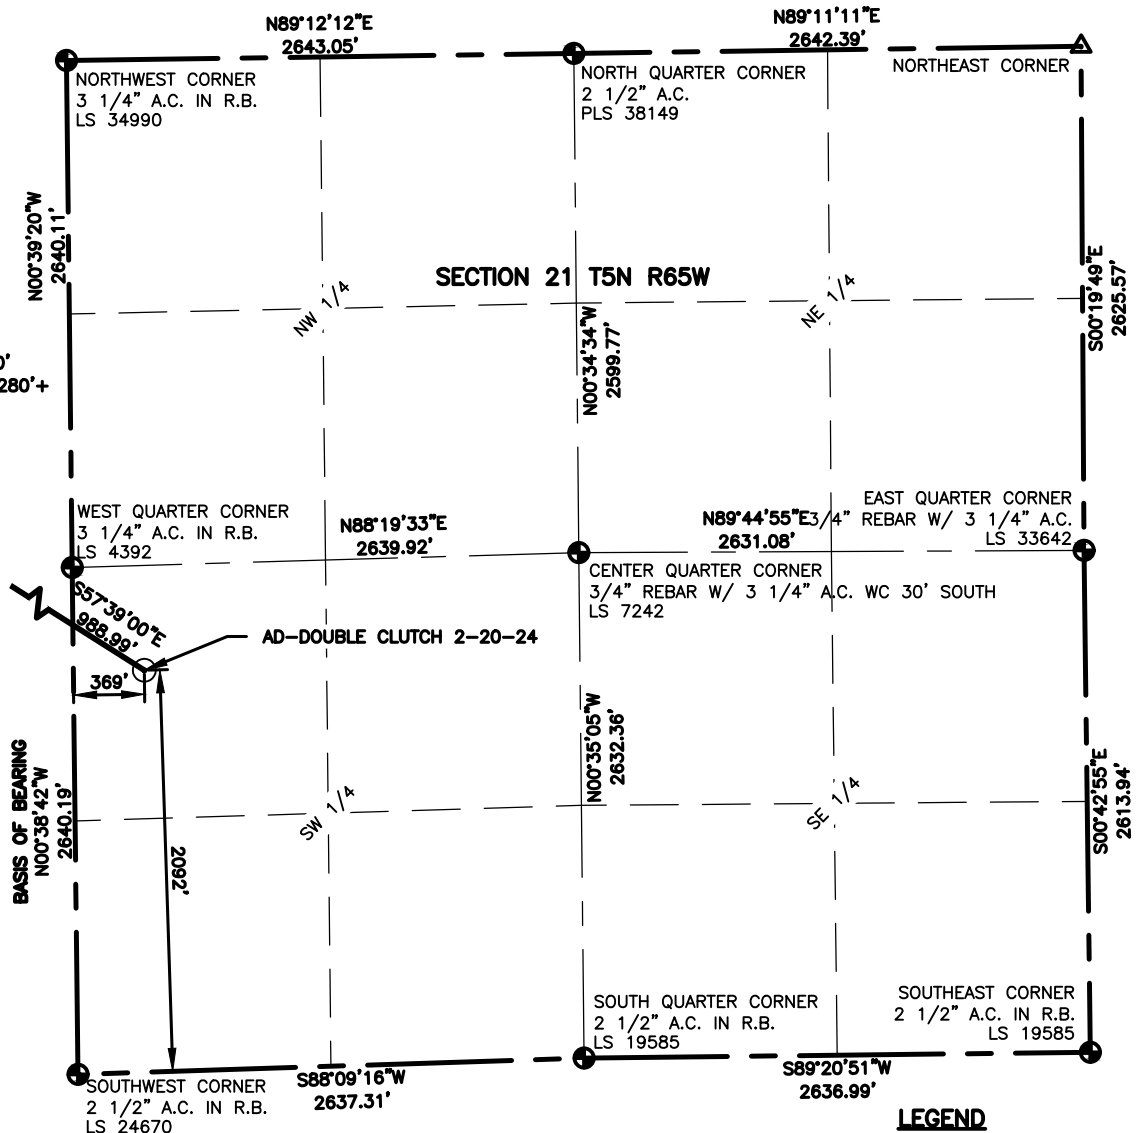 N89°12'12"E
2643.05'
N89°11'11"E
2642.39'
NORTHWEST CORNER
3 1/4" A.C. IN R.B.
LS 34990
NORTH QUARTER CORNER
2 1/2" A.C.
PLS 38149
NORTHEAST CORNER
N00°39'20"W
2640.11'
SECTION 21 T5N R65W
NW 1/4
NE 1/4
N00°34'34"W
2599.77'
S00°19'49"E
2625.57'
0'
280'+
WEST QUARTER CORNER
3 1/4" A.C. IN R.B.
LS 4392
N88°19'33"E
2639.92'
N89°44'55"E
2631.08'
EAST QUARTER CORNER
3/4" REBAR W/ 3 1/4" A.C.
LS 33642
CENTER QUARTER CORNER
3/4" REBAR W/ 3 1/4" A.C. WC 30' SOUTH
LS 7242
S57°39'00"E
988.99'
AD-DOUBLE CLUTCH 2-20-24
369'
BASIS OF BEARING
N00°38'42"W
2640.19'
2092'
SW 1/4
N00°35'05"W
2632.36'
SE 1/4
S00°42'55"E
2613.94'
SOUTH QUARTER CORNER
2 1/2" A.C. IN R.B.
LS 19585
SOUTHEAST CORNER
2 1/2" A.C. IN R.B.
LS 19585
SOUTHWEST CORNER
2 1/2" A.C. IN R.B.
LS 24670
S88°09'16"W
2637.31'
S89°20'51"W
2636.99'
LEGEND